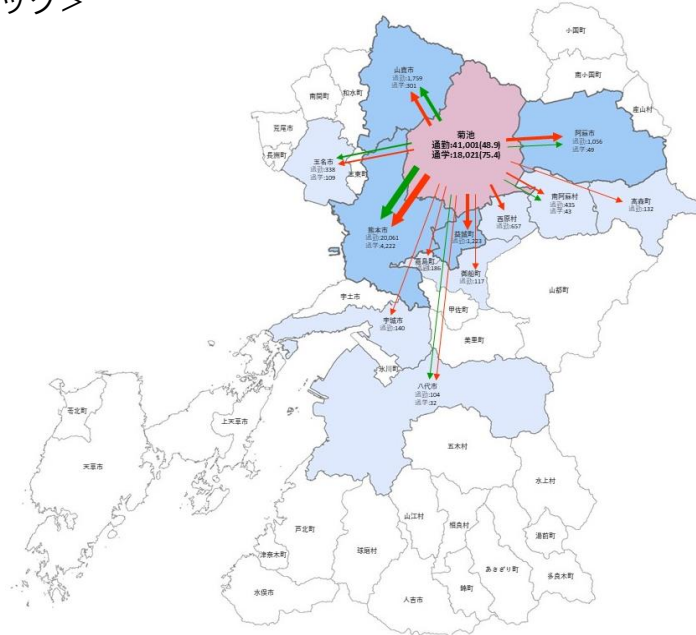 ップ＞
小国町
南小国町
産山村
山鹿市
通勤:1,759
通学:301
和水町
南関町
荒尾市
長洲町
玉名市
通勤:338
通学:109
玉東町
菊池
通勤:41,001(48.9)
通学:18,021(75.4)
阿蘇市
通勤:1,056
通学:49
南阿蘇村
通勤:435
通学:43
高森町
通勤:132
西原村
通勤:657
熊本市
通勤:20,061
通学:4,222
益城町
通勤:1,223
嘉島町
通勤:186
御船町
通勤:117
山都町
宇土市
甲佐町
宇城市
通勤:140
美里町
氷川町
八代市
通勤:104
通学:32
苓北町
上天草市
天草市
五木村
水上村
山江村
相良村
湯前町
芦北町
球磨村
あさぎり町
多良木町
津奈木町
水俣市
人吉市
錦町